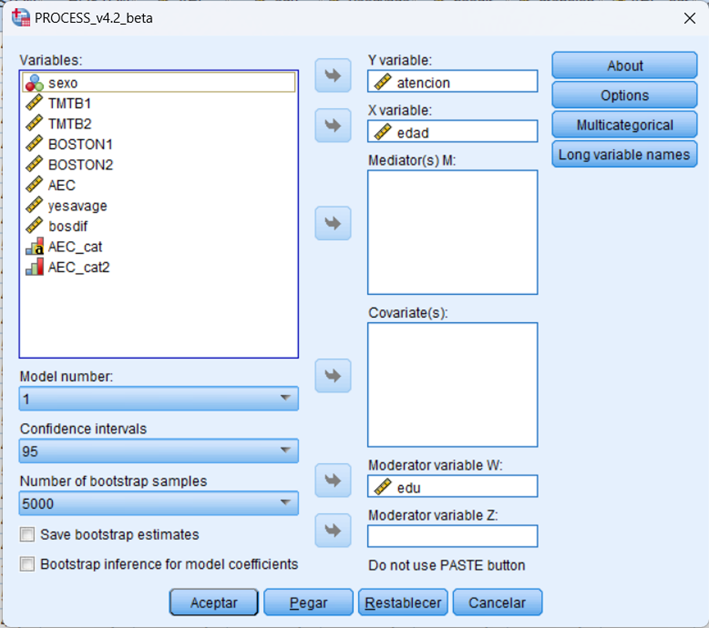 PROCESS_v4.2_beta
Variables:
sexo
TMTB1
TMTB2
BOSTON1
BOSTON2
AEC
yesavage
bosdif
AEC_cat
AEC_cat2
Model number:
1
Confidence intervals
95
Number of bootstrap samples
5000
Save bootstrap estimates
Bootstrap inference for model coefficients
Y variable:
atencion
X variable:
edad
Mediator(s) M:
Covariate(s):
Moderator variable W:
edu
Moderator variable Z:
Do not use PASTE button
About
Options
Multicategorical
Long variable names
Aceptar
Pegar
Restablecer
Cancelar